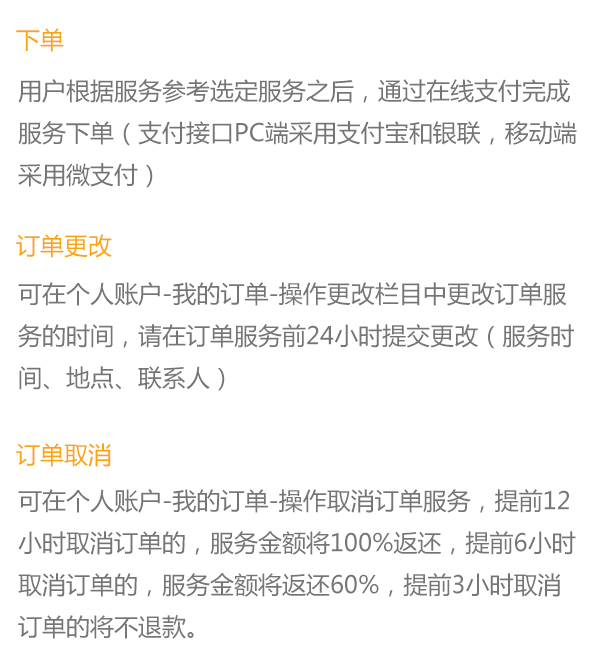 下单
用户根据服务参考选定服务之后，通过在线支付完成
服务下单（支付接口PC端采用支付宝和银联，移动端
采用微支付）
订单更改
可在个人账户-我的订单-操作更改栏目中更改订单服
务的时间，请在订单服务前24小时提交更改（服务时
间、地点、联系人）
订单取消
可在个人账户-我的订单-操作取消订单服务，提前12
小时取消订单的，服务金额将100%返还，提前6小时
取消订单的，服务金额将返还60%，提前3小时取消
订单的将不退款。